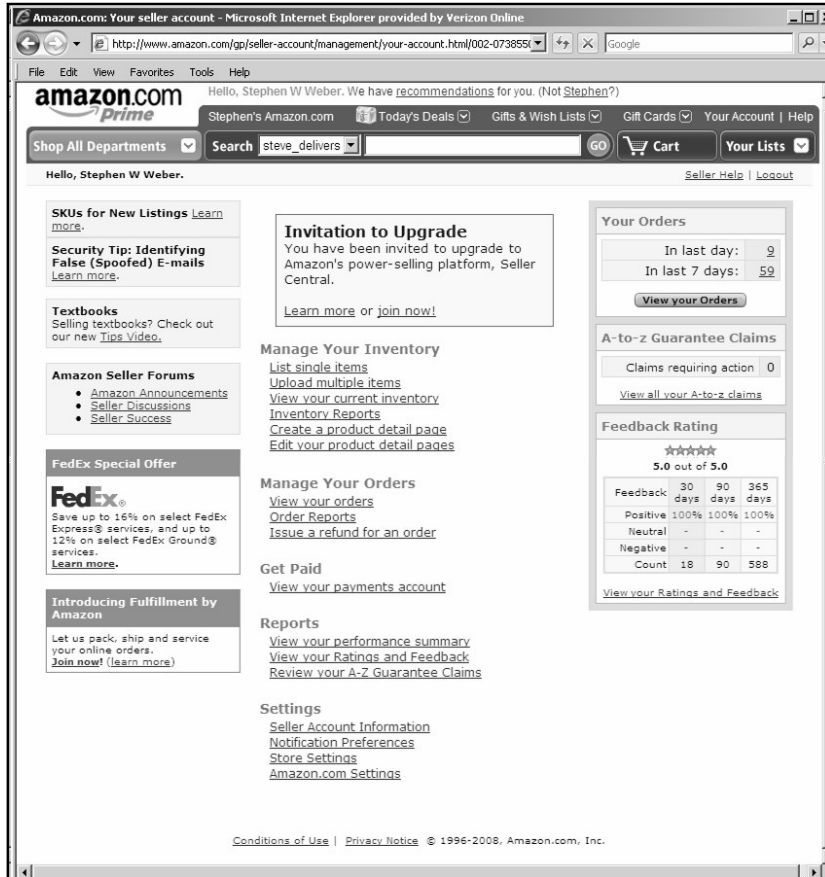 Amazon.com: Your seller account - Microsoft Internet Explorer provided by Verizon Online
http://www.amazon.com/gp/seller-account/management/your-account.html/002-0738550
Google
File Edit View Favorites Tools Help
amazon.com
Prime
Hello, Stephen W Weber. We have recommendations for you. (Not Stephen?)
Stephen's Amazon.com Today's Deals Gifts & Wish Lists Gift Cards Your Account | Help
Shop All Departments Search steve_delivers GO Cart Your Lists
Hello, Stephen W Weber. Seller Help | Logout
SKUs for New Listings Learn
more.
Security Tip: Identifying
False (Spoofed) E-mails
Learn more.
Textbooks
Selling textbooks? Check out
our new Tips Video.
Amazon Seller Forums
• Amazon Announcements
• Seller Discussions
• Seller Success
FedEx Special Offer
FedEx®
Save up to 16% on select FedEx
Express® services, and up to
12% on select FedEx Ground®
services.
Learn more.
Introducing Fulfillment by
Amazon
Let us pack, ship and service
your online orders.
Join now! (learn more)
Invitation to Upgrade
You have been invited to upgrade to
Amazon's power-selling platform, Seller
Central.
Learn more or join now!
Manage Your Inventory
List single items
Upload multiple items
View your current inventory
Inventory Reports
Create a product detail page
Edit your product detail pages
Manage Your Orders
View your orders
Order Reports
Issue a refund for an order
Get Paid
View your payments account
Reports
View your performance summary
View your Ratings and Feedback
Review your A-Z Guarantee Claims
Settings
Seller Account Information
Notification Preferences
Store Settings
Amazon.com Settings
Your Orders
In last day: 9
In last 7 days: 59
View your Orders
A-to-z Guarantee Claims
Claims requiring action 0
View all your A-to-z claims
Feedback Rating
5.0 out of 5.0
Feedback 30 days 90 days 365 days
Positive 100% 100% 100%
Neutral - - -
Negative - - -
Count 18 90 588
View your Ratings and Feedback
Conditions of Use | Privacy Notice © 1996-2008, Amazon.com, Inc.